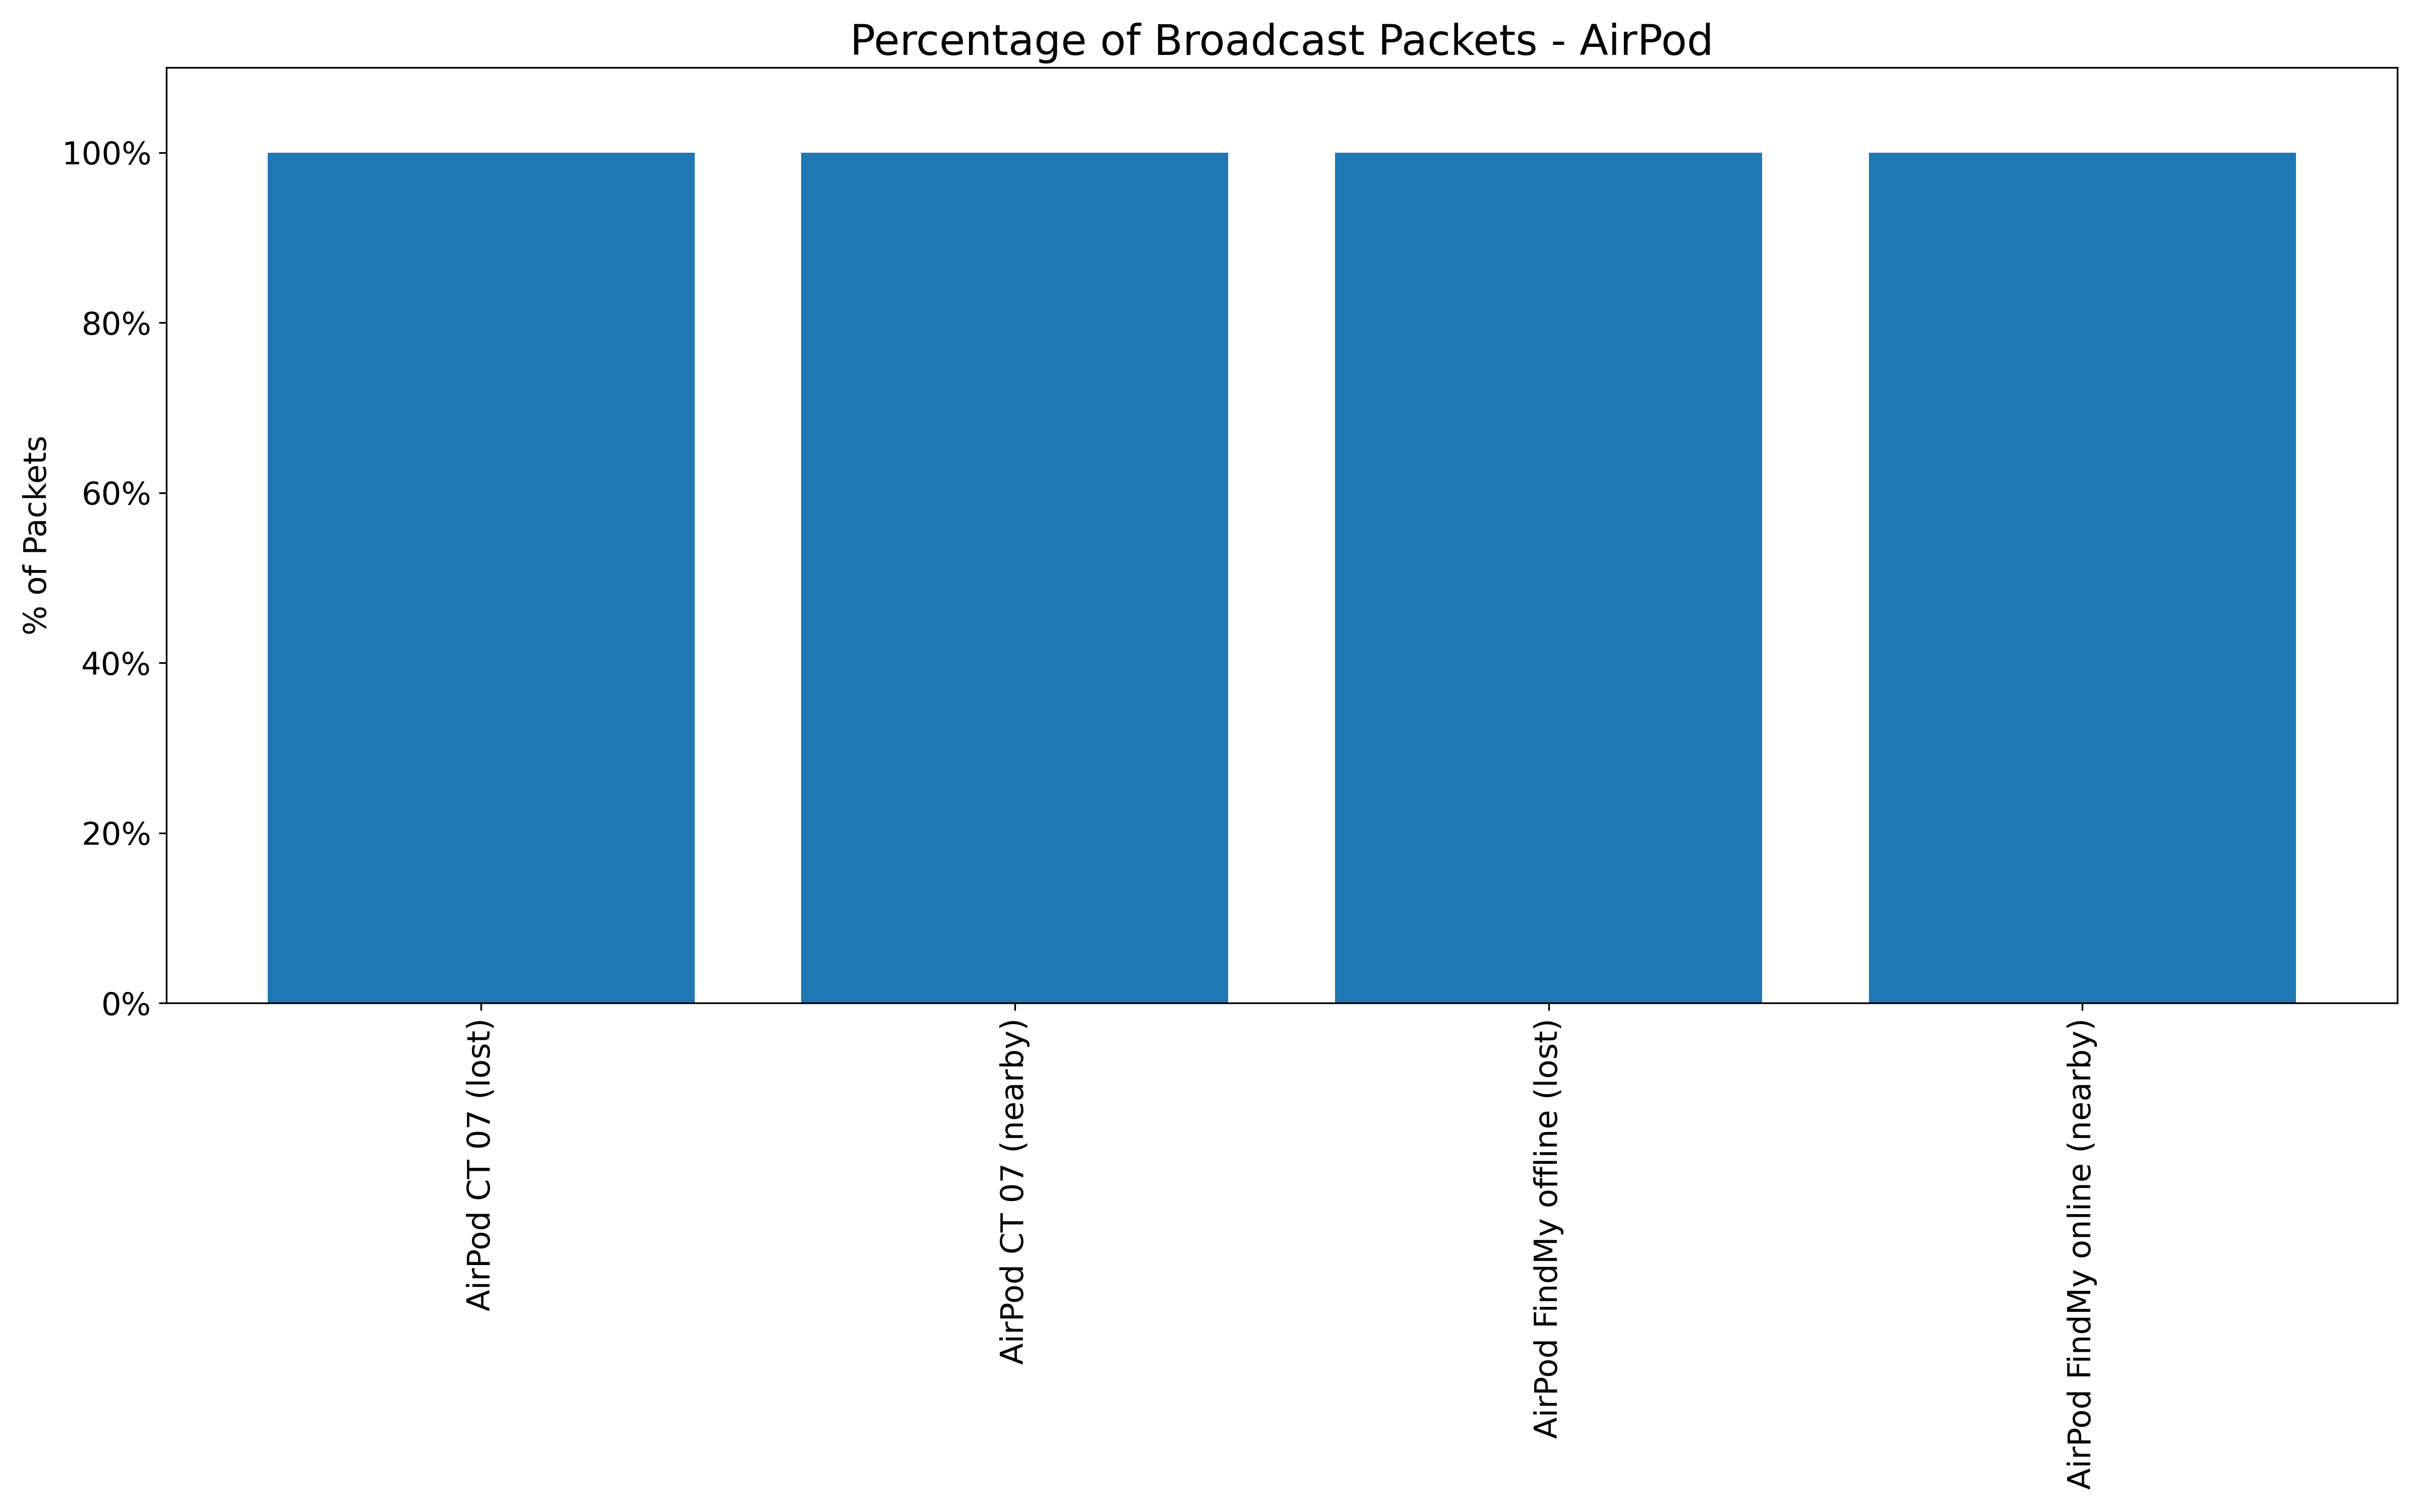 Percentage of Broadcast Packets - AirPod
% of Packets
100%
80%
60%
40%
20%
0%
AirPod CT 07 (lost)
AirPod CT 07 (nearby)
AirPod FindMy offline (lost)
AirPod FindMy online (nearby)